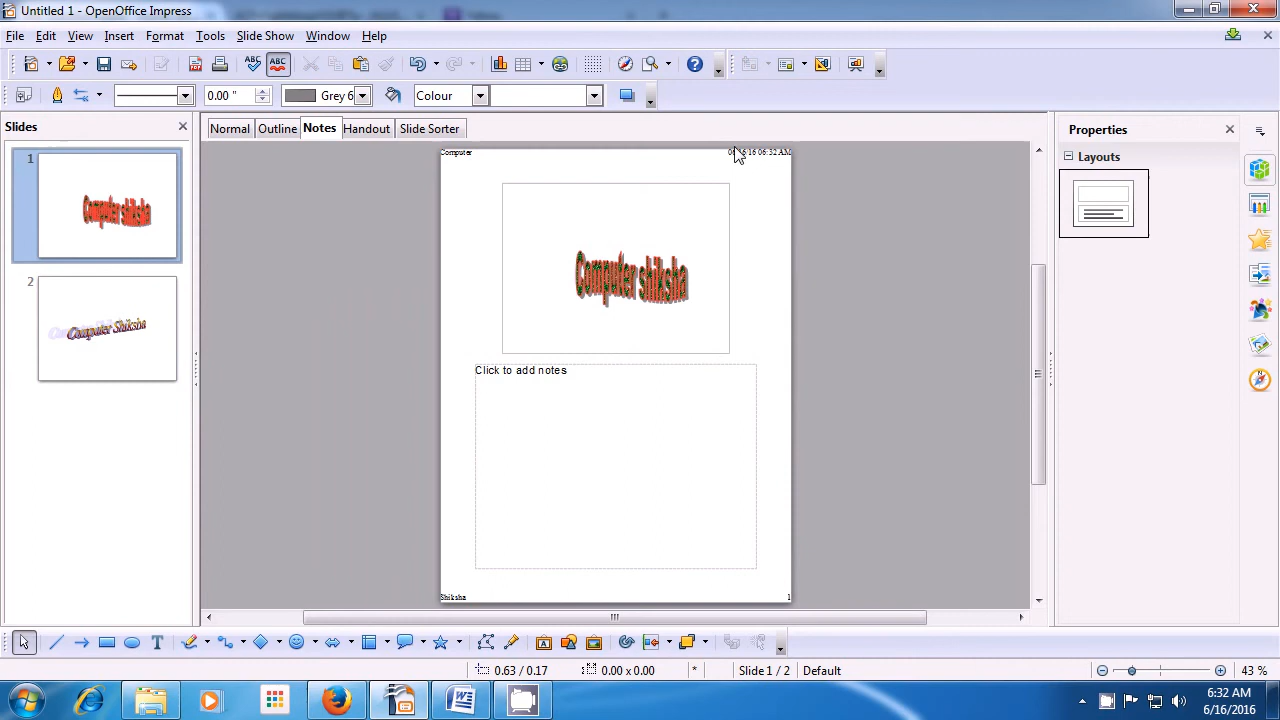 Untitled 1 - OpenOffice Impress
File Edit View Insert Format Tools Slide Show Window Help
0.00 " Grey 6 Colour
Slides
Normal Outline Notes Handout Slide Sorter
Properties
Layouts
1
Computer shiksha
2
Computer Shiksha
Computer 06:32 AM
Computer shiksha
Click to add notes
Shiksha 1
0.63 / 0.17 0.00 x 0.00 * Slide 1 / 2 Default 43 %
6:32 AM
6/16/2016